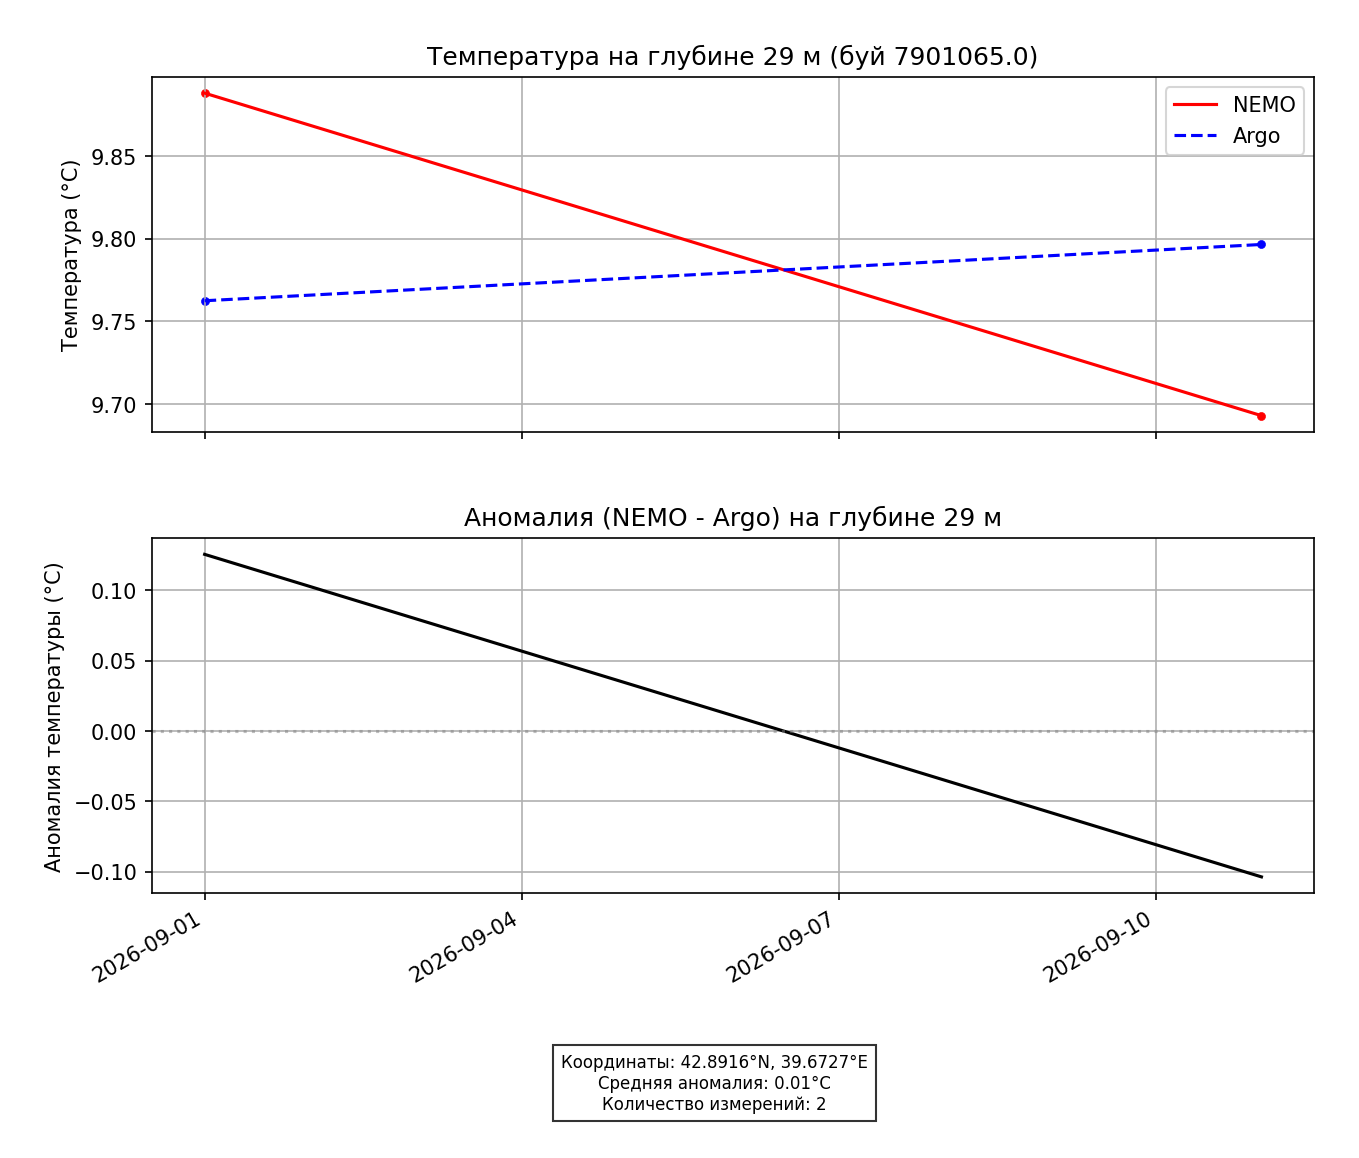 Температура на глубине 29 м (буй 7901065.0)
NEMO
Argo
Температура (°C)
9.85
9.80
9.75
9.70
Аномалия (NEMO - Argo) на глубине 29 м
Аномалия температуры (°C)
0.10
0.05
0.00
−0.05
−0.10
2026-09-01
2026-09-04
2026-09-07
2026-09-10
Координаты: 42.8916°N, 39.6727°E
Средняя аномалия: 0.01°C
Количество измерений: 2